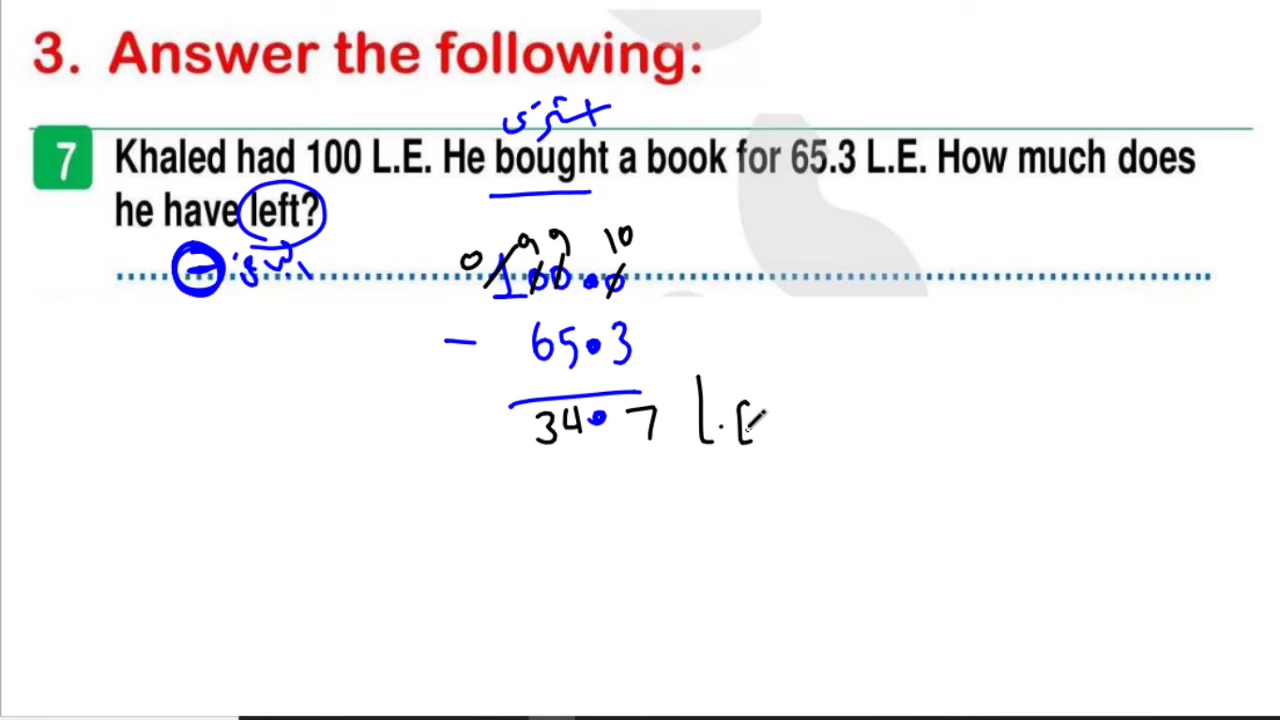 3. Answer the following:
اشترى
7 Khaled had 100 L.E. He bought a book for 65.3 L.E. How much does
he have left?
0 9 9 10
- 100.0
- 65.3
34.7 L.E